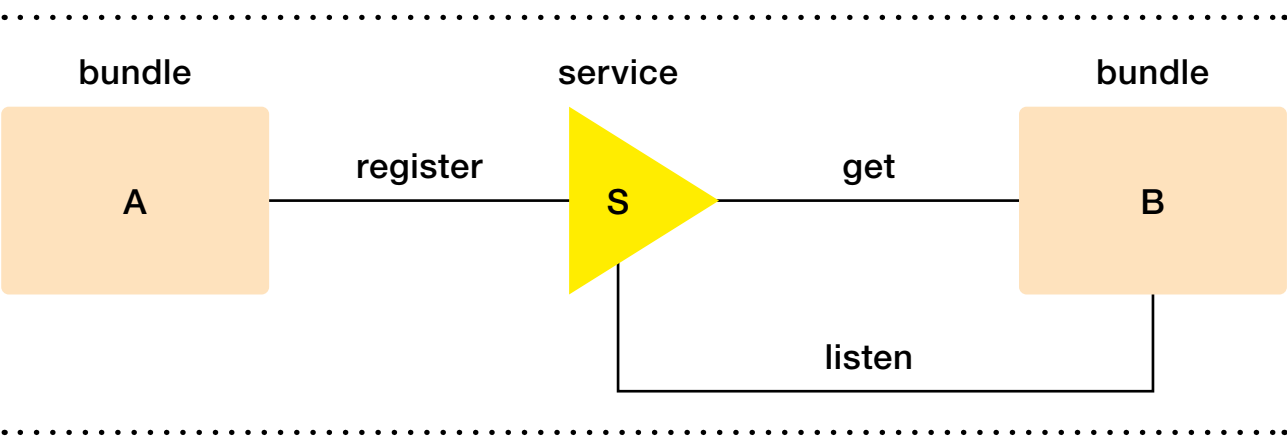 bundle
service
bundle
register
get
A
S
B
listen